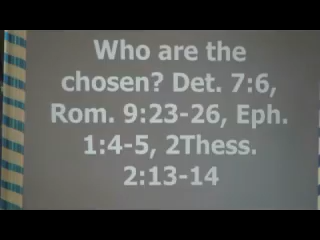 Who are the
chosen? Det. 7:6,
Rom. 9:23-26, Eph.
1:4-5, 2Thess.
2:13-14